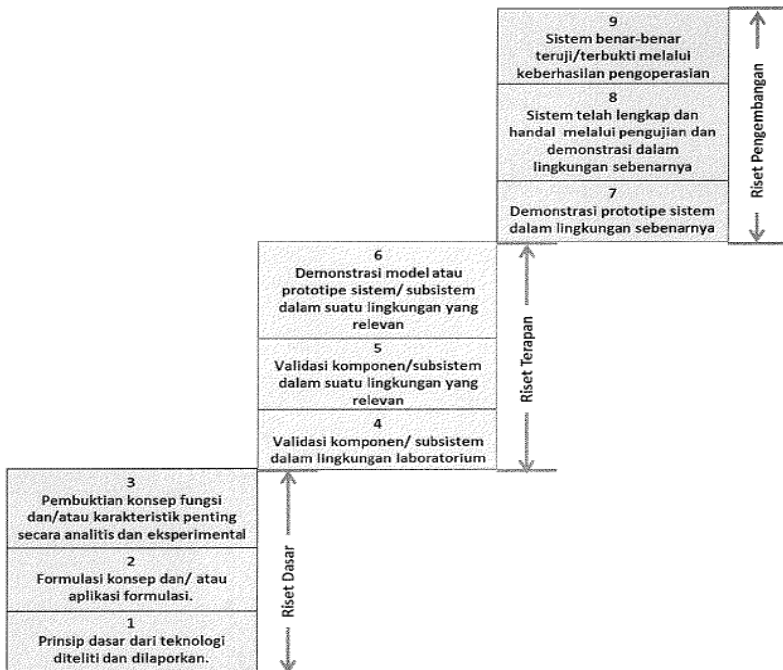 9
Sistem benar-benar
teruji/terbukti melalui
keberhasilan pengoperasian
8
Sistem telah lengkap dan
handal melalui pengujian dan
demonstrasi dalam
lingkungan sebenarnya
7
Demonstrasi prototipe sistem
dalam lingkungan sebenarnya
Riset Pengembangan
6
Demonstrasi model atau
prototipe sistem/ subsistem
dalam suatu lingkungan yang
relevan
5
Validasi komponen/subsistem
dalam suatu lingkungan yang
relevan
4
Validasi komponen/ subsistem
dalam lingkungan laboratorium
Riset Terapan
3
Pembuktian konsep fungsi
dan/atau karakteristik penting
secara analitis dan eksperimental
2
Formulasi konsep dan/ atau
aplikasi formulasi.
1
Prinsip dasar dari teknologi
diteliti dan dilaporkan.
Riset Dasar